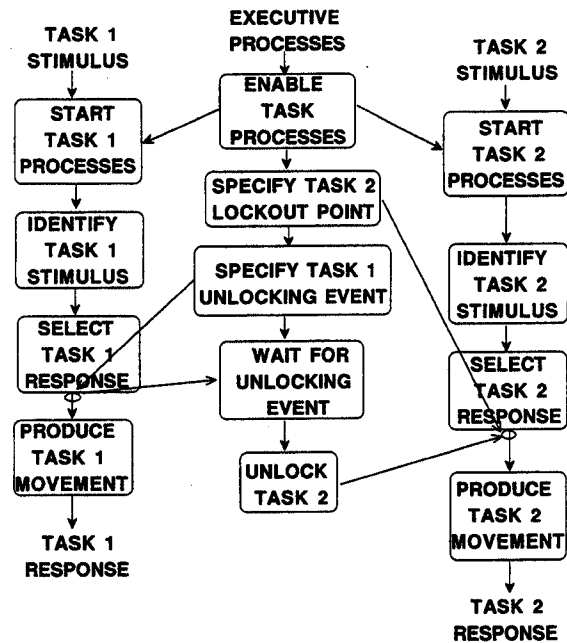 TASK 1
STIMULUS
START
TASK 1
PROCESSES
IDENTIFY
TASK 1
STIMULUS
SELECT
TASK 1
RESPONSE
PRODUCE
TASK 1
MOVEMENT
TASK 1
RESPONSE
EXECUTIVE
PROCESSES
ENABLE
TASK
PROCESSES
SPECIFY TASK 2
LOCKOUT POINT
SPECIFY TASK 1
UNLOCKING EVENT
WAIT FOR
UNLOCKING
EVENT
UNLOCK
TASK 2
TASK 2
STIMULUS
START
TASK 2
PROCESSES
IDENTIFY
TASK 2
STIMULUS
SELECT
TASK 2
RESPONSE
PRODUCE
TASK 2
MOVEMENT
TASK 2
RESPONSE